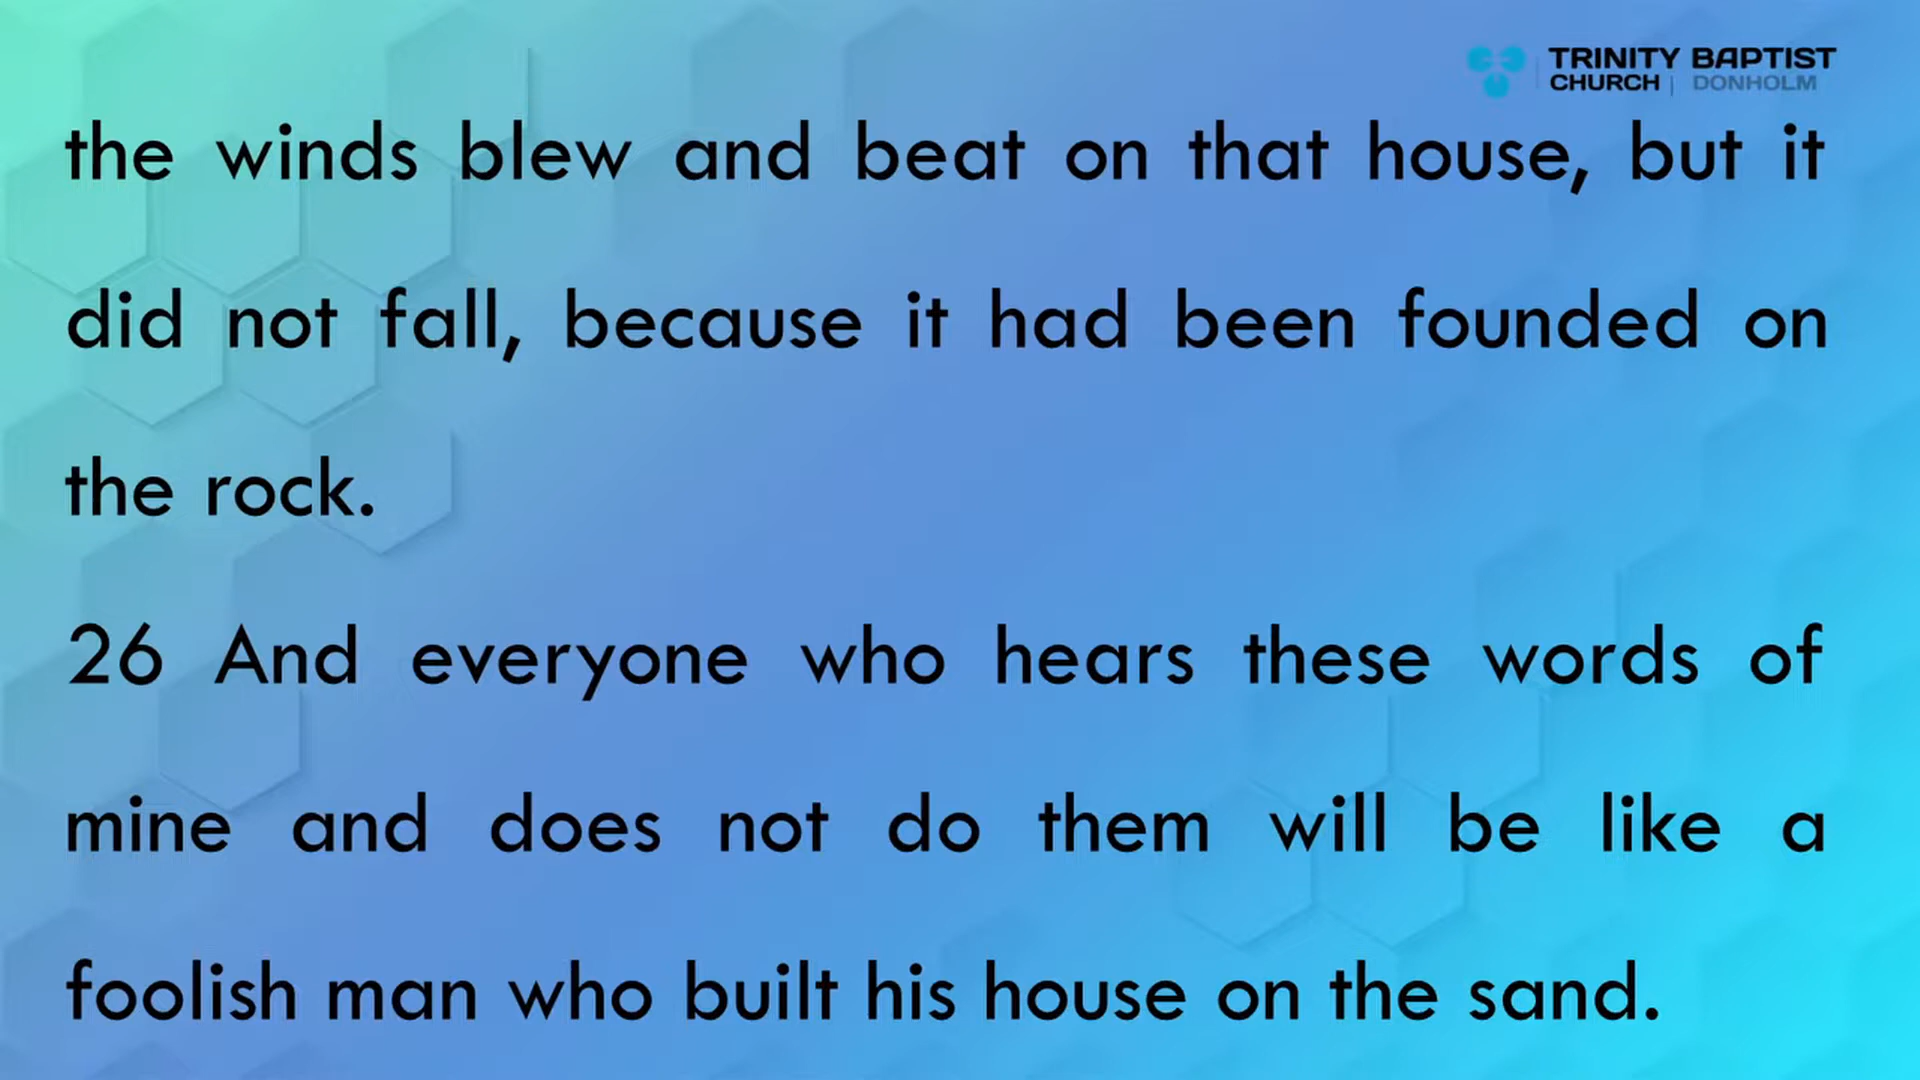 TRINITY BAPTIST
CHURCH | DONHOLM
the winds blew and beat on that house, but it
did not fall, because it had been founded on
the rock.
26 And everyone who hears these words of
mine and does not do them will be like a
foolish man who built his house on the sand.